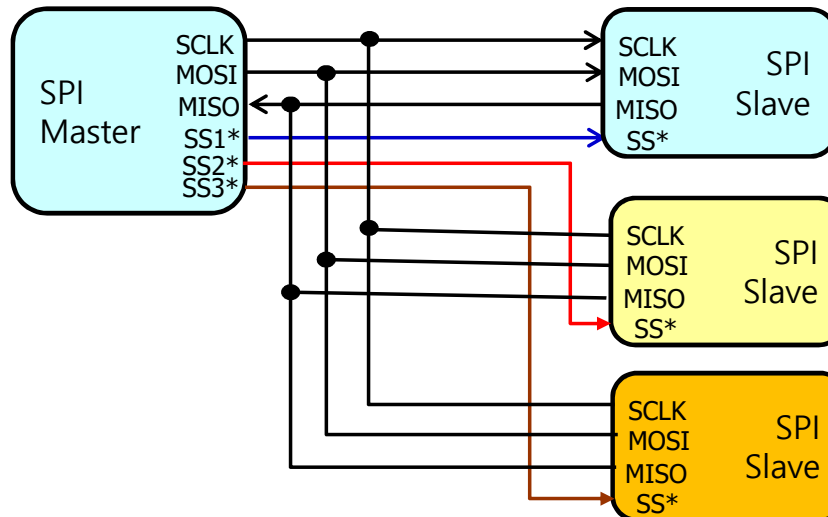 SPI
Master
SCLK
MOSI
MISO
SS1*
SS2*
SS3*
SCLK
MOSI
MISO
SS*
SPI
Slave
SCLK
MOSI
MISO
SS*
SPI
Slave
SCLK
MOSI
MISO
SS*
SPI
Slave